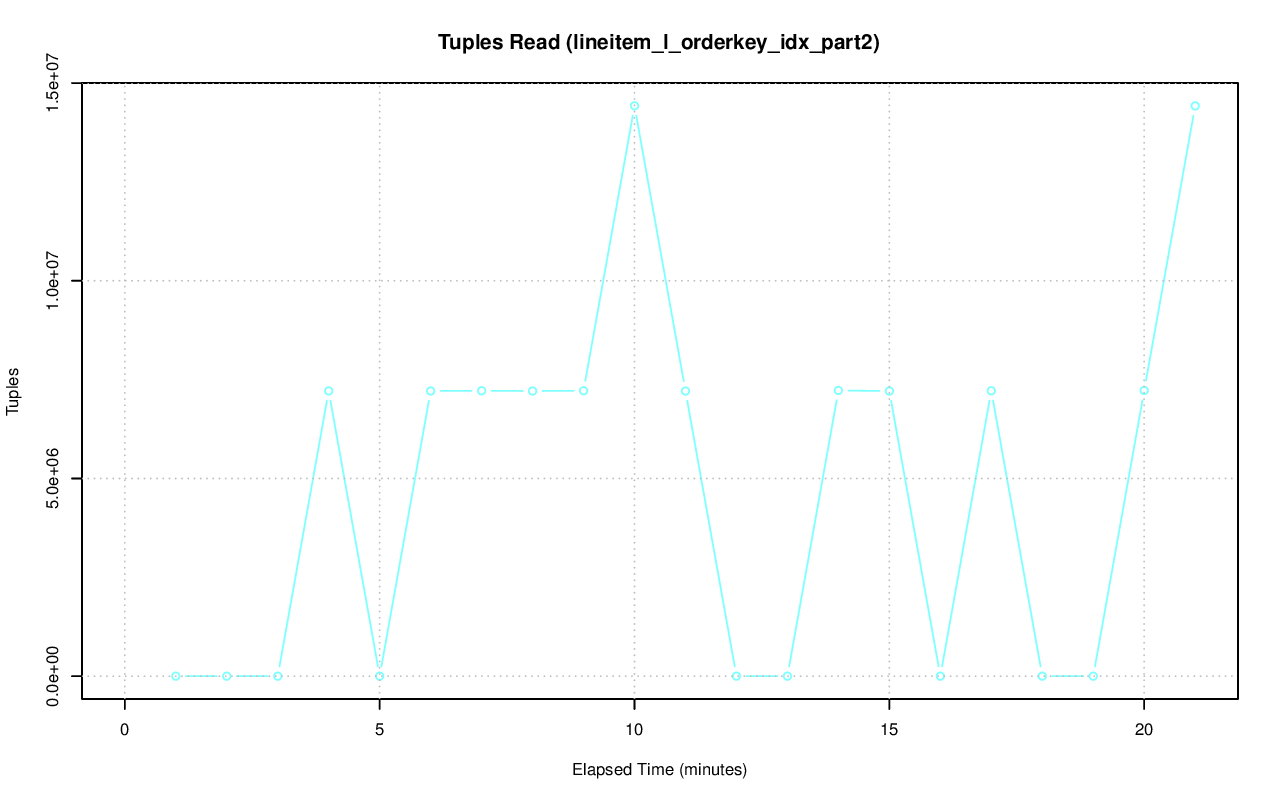 Tuples Read (lineitem_l_orderkey_idx_part2)
1.5e+07
1.0e+07
5.0e+06
0.0e+00
Tuples
0 5 10 15 20
Elapsed Time (minutes)